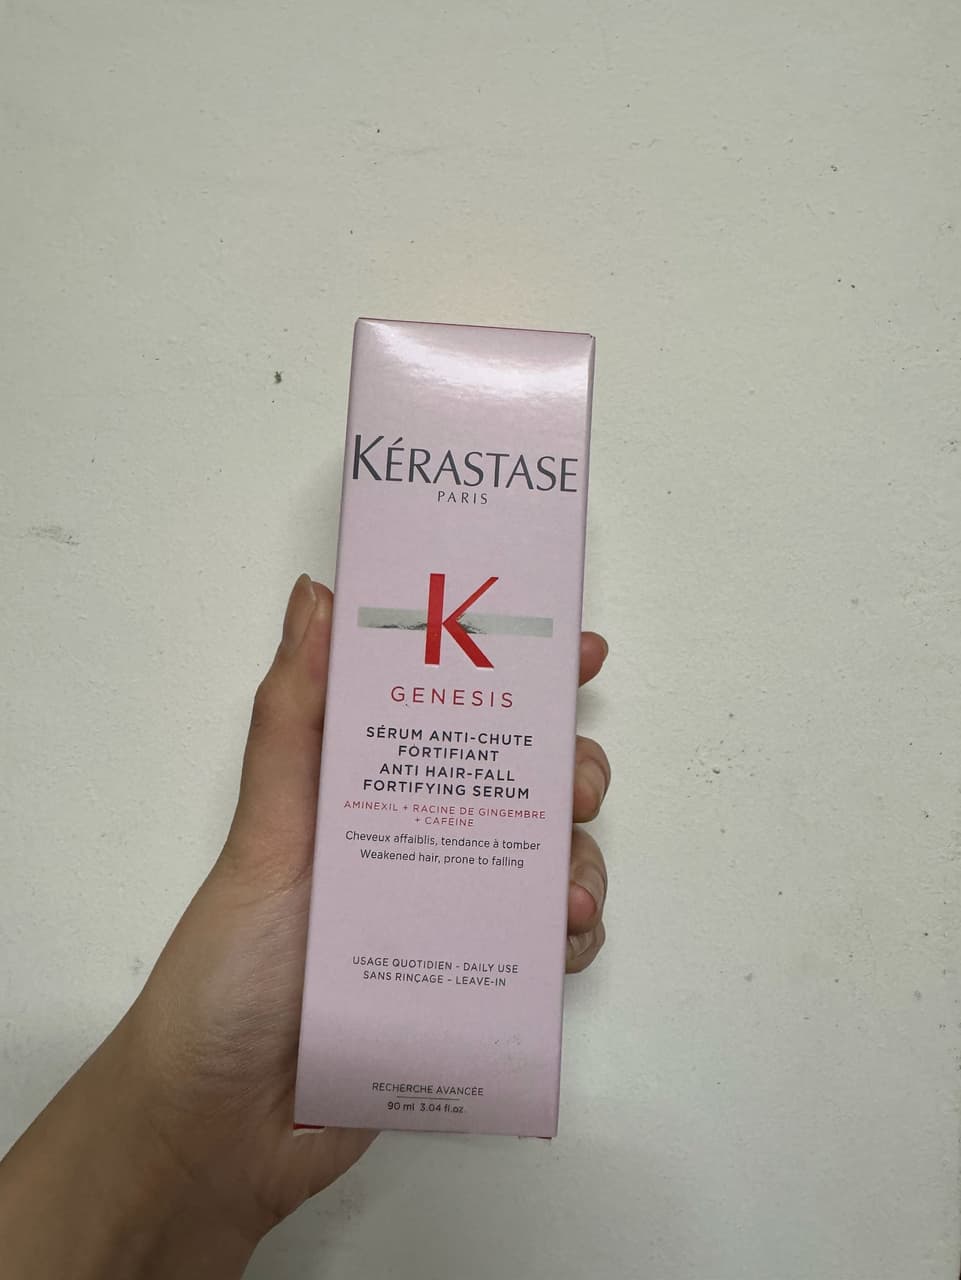 KÉRASTASE
PARIS
K
GENESIS
SÉRUM ANTI-CHUTE
FORTIFIANT
ANTI HAIR-FALL
FORTIFYING SERUM
AMINEXIL + RACINE DE GINGEMBRE
+ CAFÉINE
Cheveux affaiblis, tendance à tomber
Weakened hair, prone to falling
USAGE QUOTIDIEN - DAILY USE
SANS RINÇAGE - LEAVE-IN
RECHERCHE AVANCÉE
90 ml 3.04 fl.oz.